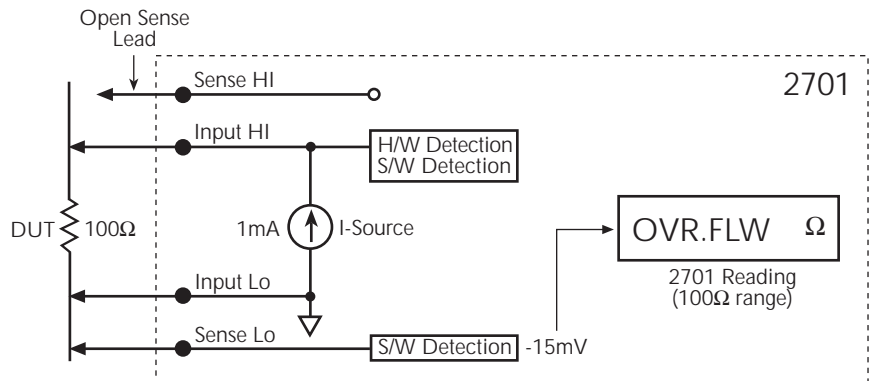 Open Sense
Lead
Sense HI
2701
Input HI
H/W Detection
S/W Detection
DUT
100Ω
1mA
I-Source
OVR.FLW Ω
2701 Reading
(100Ω range)
Input Lo
Sense Lo
S/W Detection
-15mV